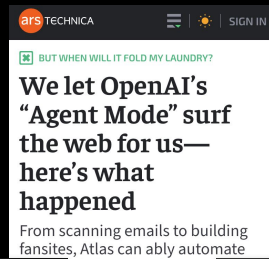 ars TECHNICA
SIGN IN
BUT WHEN WILL IT FOLD MY LAUNDRY?
We let OpenAI’s
“Agent Mode” surf
the web for us—
here’s what
happened
From scanning emails to building
fansites, Atlas can ably automate